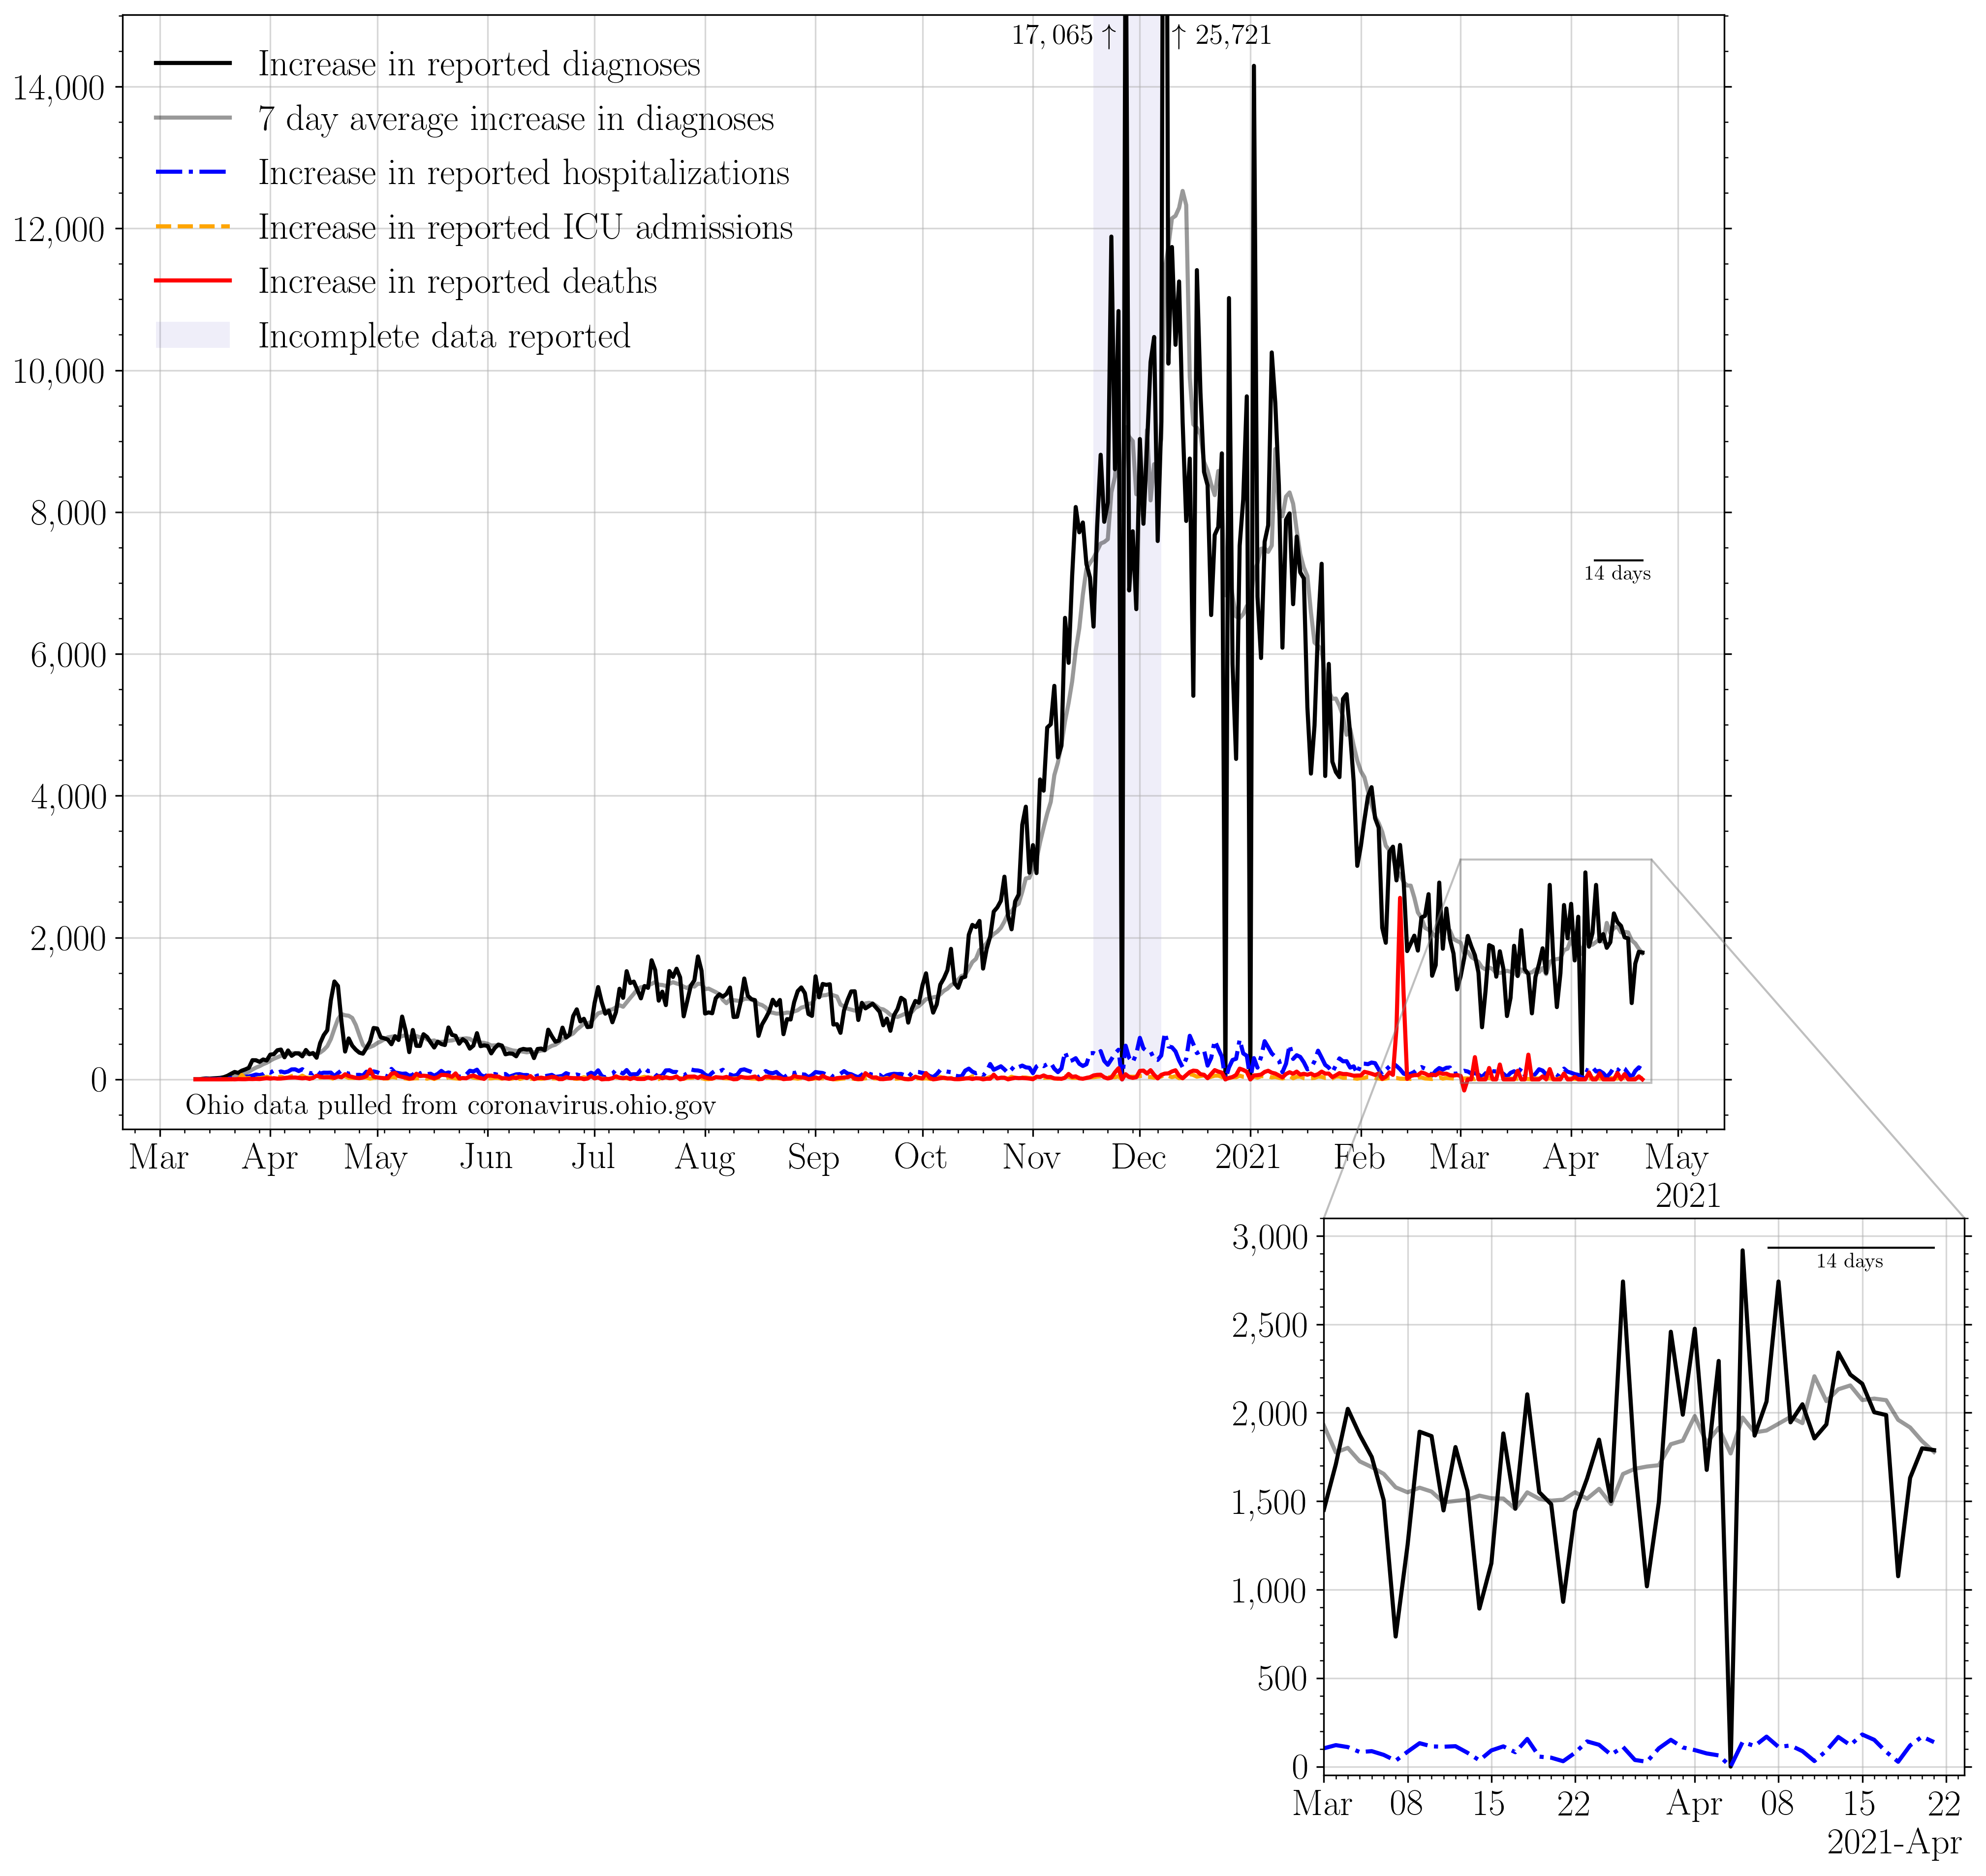 17,065 ↑ ↑ 25,721
Increase in reported diagnoses
7 day average increase in diagnoses
Increase in reported hospitalizations
Increase in reported ICU admissions
Increase in reported deaths
Incomplete data reported
14,000
12,000
10,000
8,000
6,000
4,000
2,000
0
14 days
Ohio data pulled from coronavirus.ohio.gov
Mar Apr May Jun Jul Aug Sep Oct Nov Dec 2021 Feb Mar Apr May
2021
3,000
2,500
2,000
1,500
1,000
500
0
14 days
Mar 08 15 22 Apr 08 15 22
2021-Apr